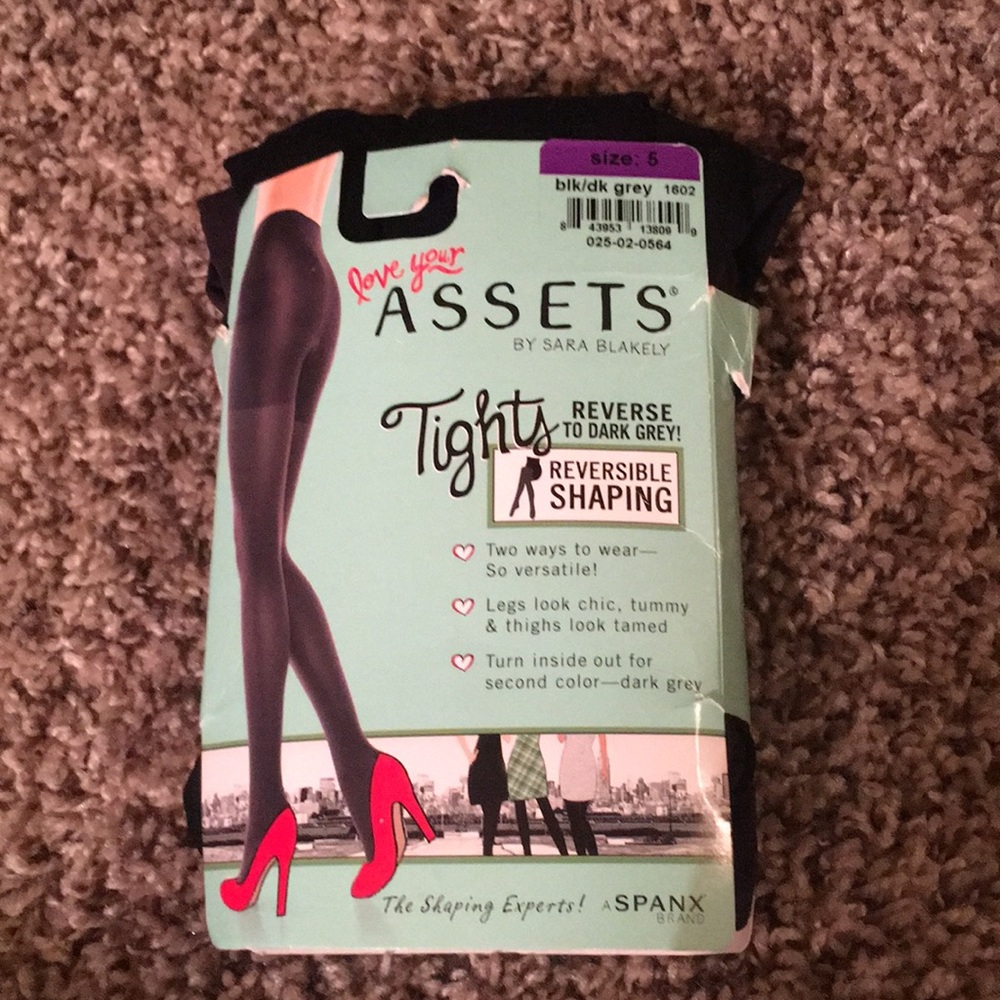 size: 5
blk/dk grey 1602
8 43953 13809 9
025-02-0564
love your
ASSETS®
BY SARA BLAKELY
Tights
REVERSE
TO DARK GREY!
REVERSIBLE
SHAPING
Two ways to wear—
So versatile!
Legs look chic, tummy
& thighs look tamed
Turn inside out for
second color—dark grey
The Shaping Experts!
A SPANX
BRAND